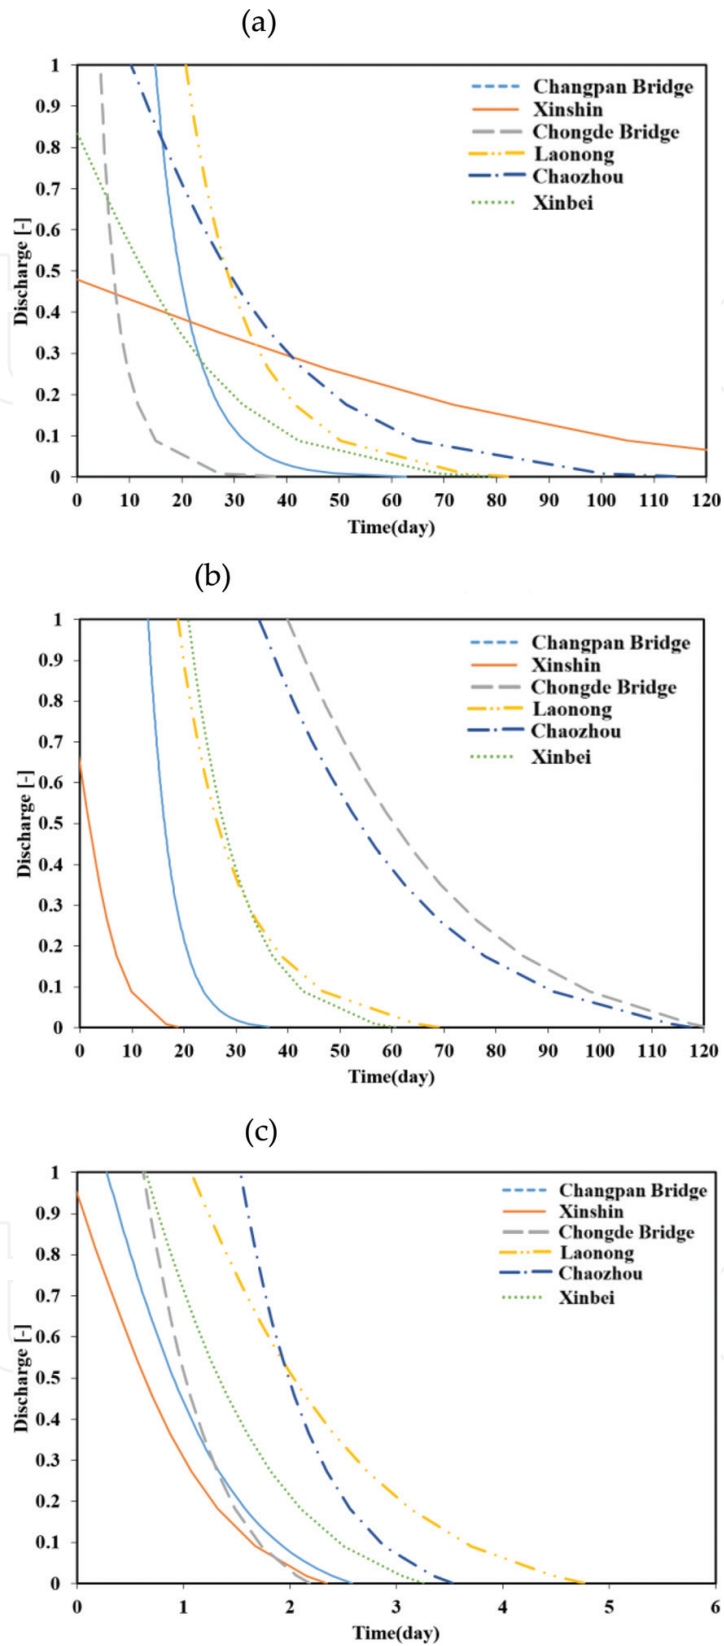 (a)
1
0.9
0.8
0.7
0.6
0.5
0.4
0.3
0.2
0.1
0
Discharge [-]
Changpan Bridge
Xinshin
Chongde Bridge
Laonong
Chaozhou
Xinbei
0 10 20 30 40 50 60 70 80 90 100 110 120
Time(day)
(b)
1
0.9
0.8
0.7
0.6
0.5
0.4
0.3
0.2
0.1
0
Discharge [-]
Changpan Bridge
Xinshin
Chongde Bridge
Laonong
Chaozhou
Xinbei
0 10 20 30 40 50 60 70 80 90 100 110 120
Time(day)
(c)
1
0.9
0.8
0.7
0.6
0.5
0.4
0.3
0.2
0.1
0
Discharge [-]
Changpan Bridge
Xinshin
Chongde Bridge
Laonong
Chaozhou
Xinbei
0 1 2 3 4 5 6
Time(day)